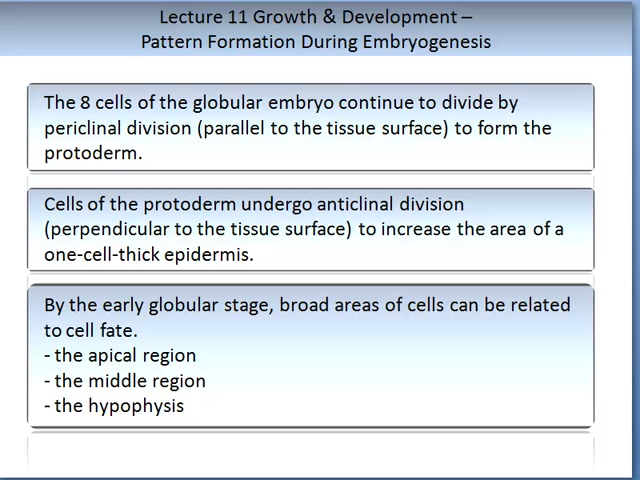 Lecture 11 Growth & Development –
Pattern Formation During Embryogenesis
The 8 cells of the globular embryo continue to divide by
periclinal division (parallel to the tissue surface) to form the
protoderm.
Cells of the protoderm undergo anticlinal division
(perpendicular to the tissue surface) to increase the area of a
one-cell-thick epidermis.
By the early globular stage, broad areas of cells can be related
to cell fate.
- the apical region
- the middle region
- the hypophysis